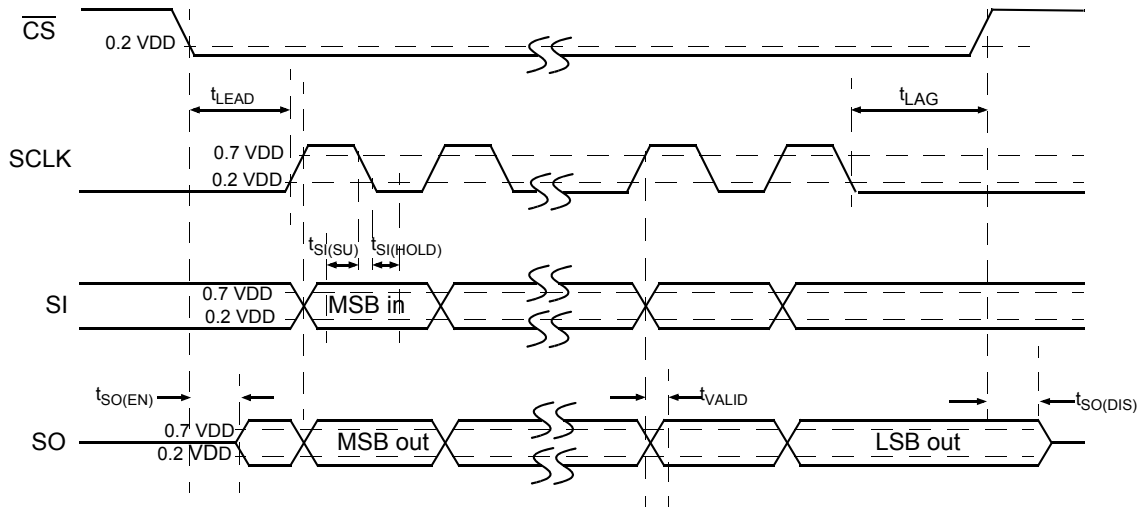 CS
0.2 VDD
tLEAD
tLAG
SCLK
0.7 VDD
0.2 VDD
tSI(SU)
tSI(HOLD)
SI
0.7 VDD
0.2 VDD
MSB in
tSO(EN)
tVALID
tSO(DIS)
SO
0.7 VDD
0.2 VDD
MSB out
LSB out